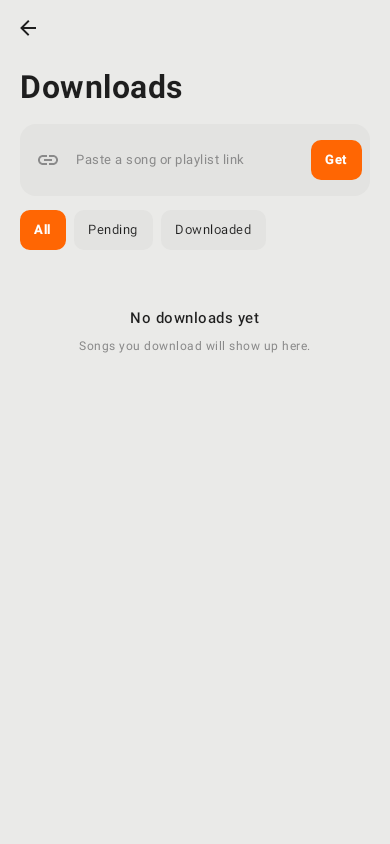 Downloads
Paste a song or playlist link
Get
All
Pending
Downloaded
No downloads yet
Songs you download will show up here.